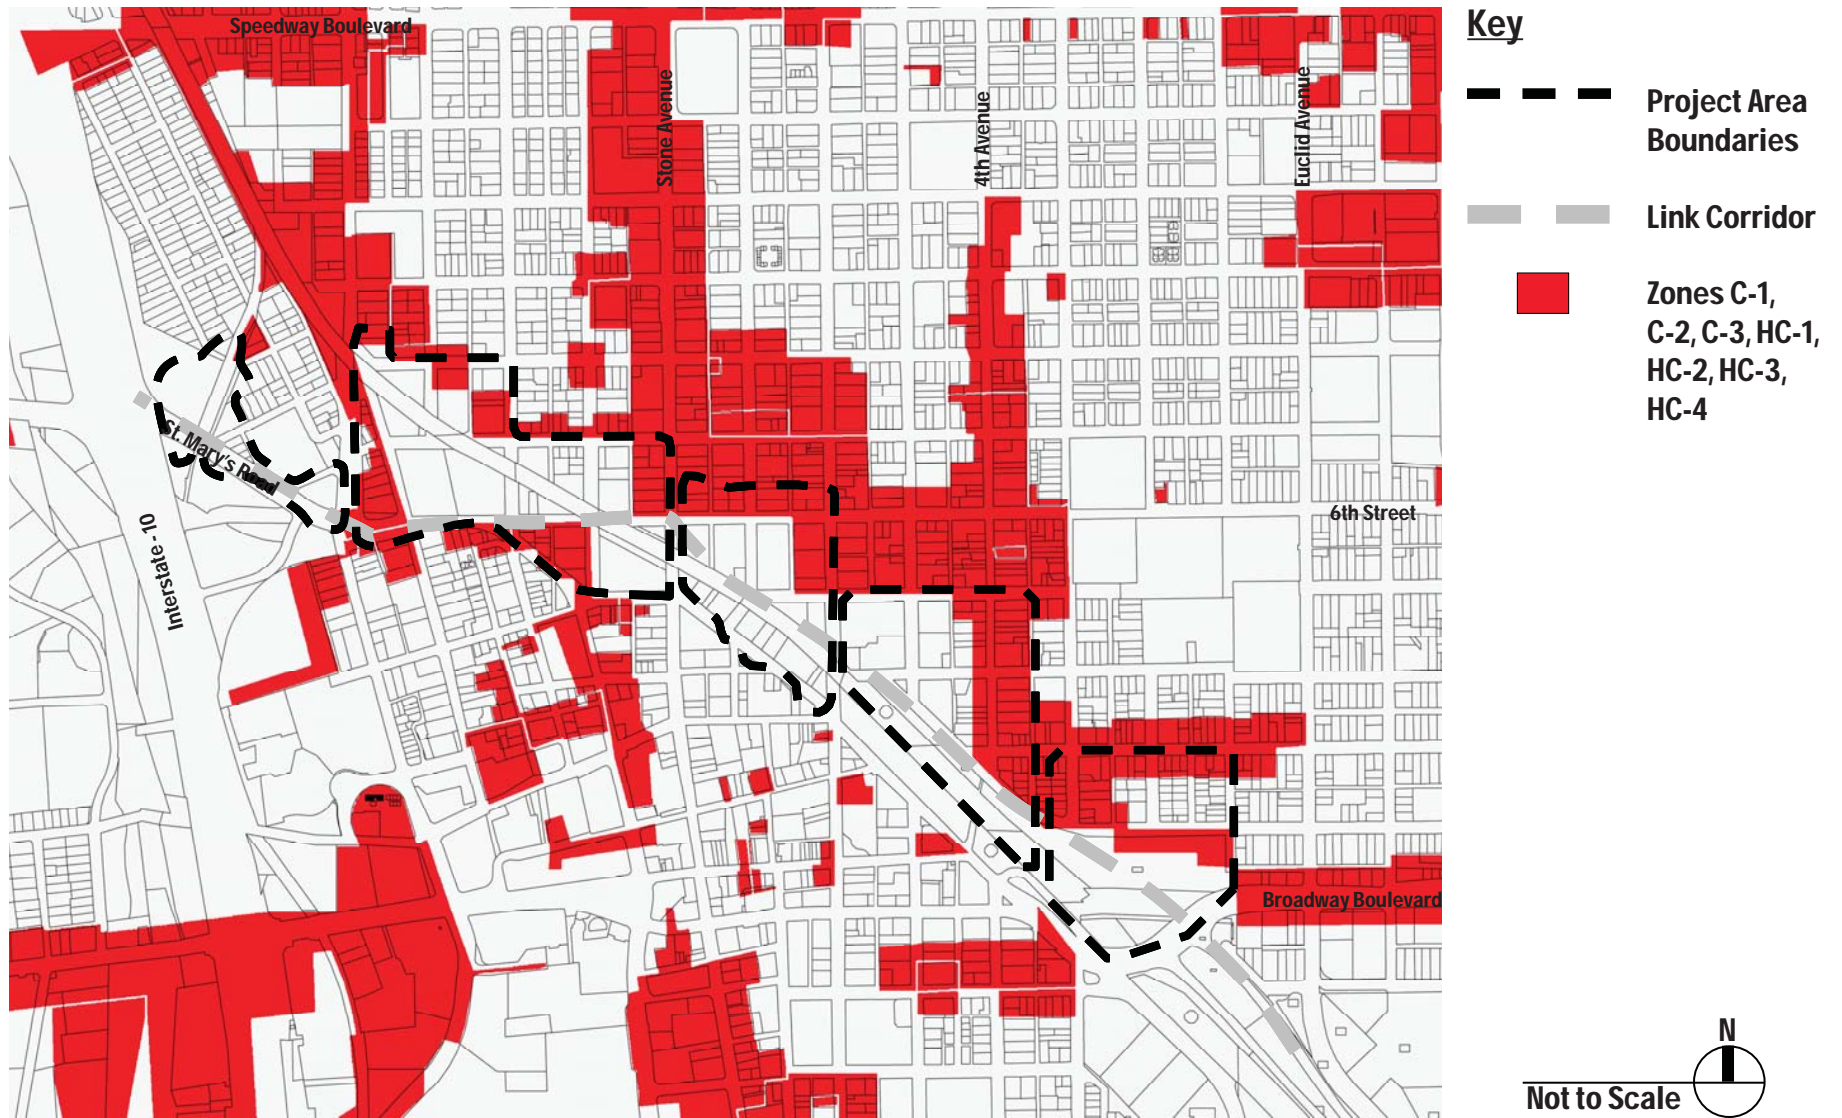 Speedway Boulevard
Stone Avenue
4th Avenue
Euclid Avenue
St. Mary's Road
Interstate - 10
6th Street
Broadway Boulevard
Key
Project Area
Boundaries
Link Corridor
Zones C-1,
C-2, C-3, HC-1,
HC-2, HC-3,
HC-4
N
Not to Scale